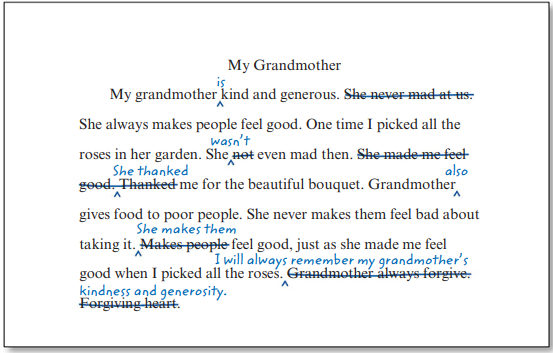 My Grandmother
is
My grandmother kind and generous. She never mad at us.
She always makes people feel good. One time I picked all the
wasn't
roses in her garden. She not even mad then. She made me feel
She thanked also
good. Thanked me for the beautiful bouquet. Grandmother
gives food to poor people. She never makes them feel bad about
She makes them
taking it. Makes people feel good, just as she made me feel
I will always remember my grandmother's
good when I picked all the roses. Grandmother always forgive.
kindness and generosity.
Forgiving heart.